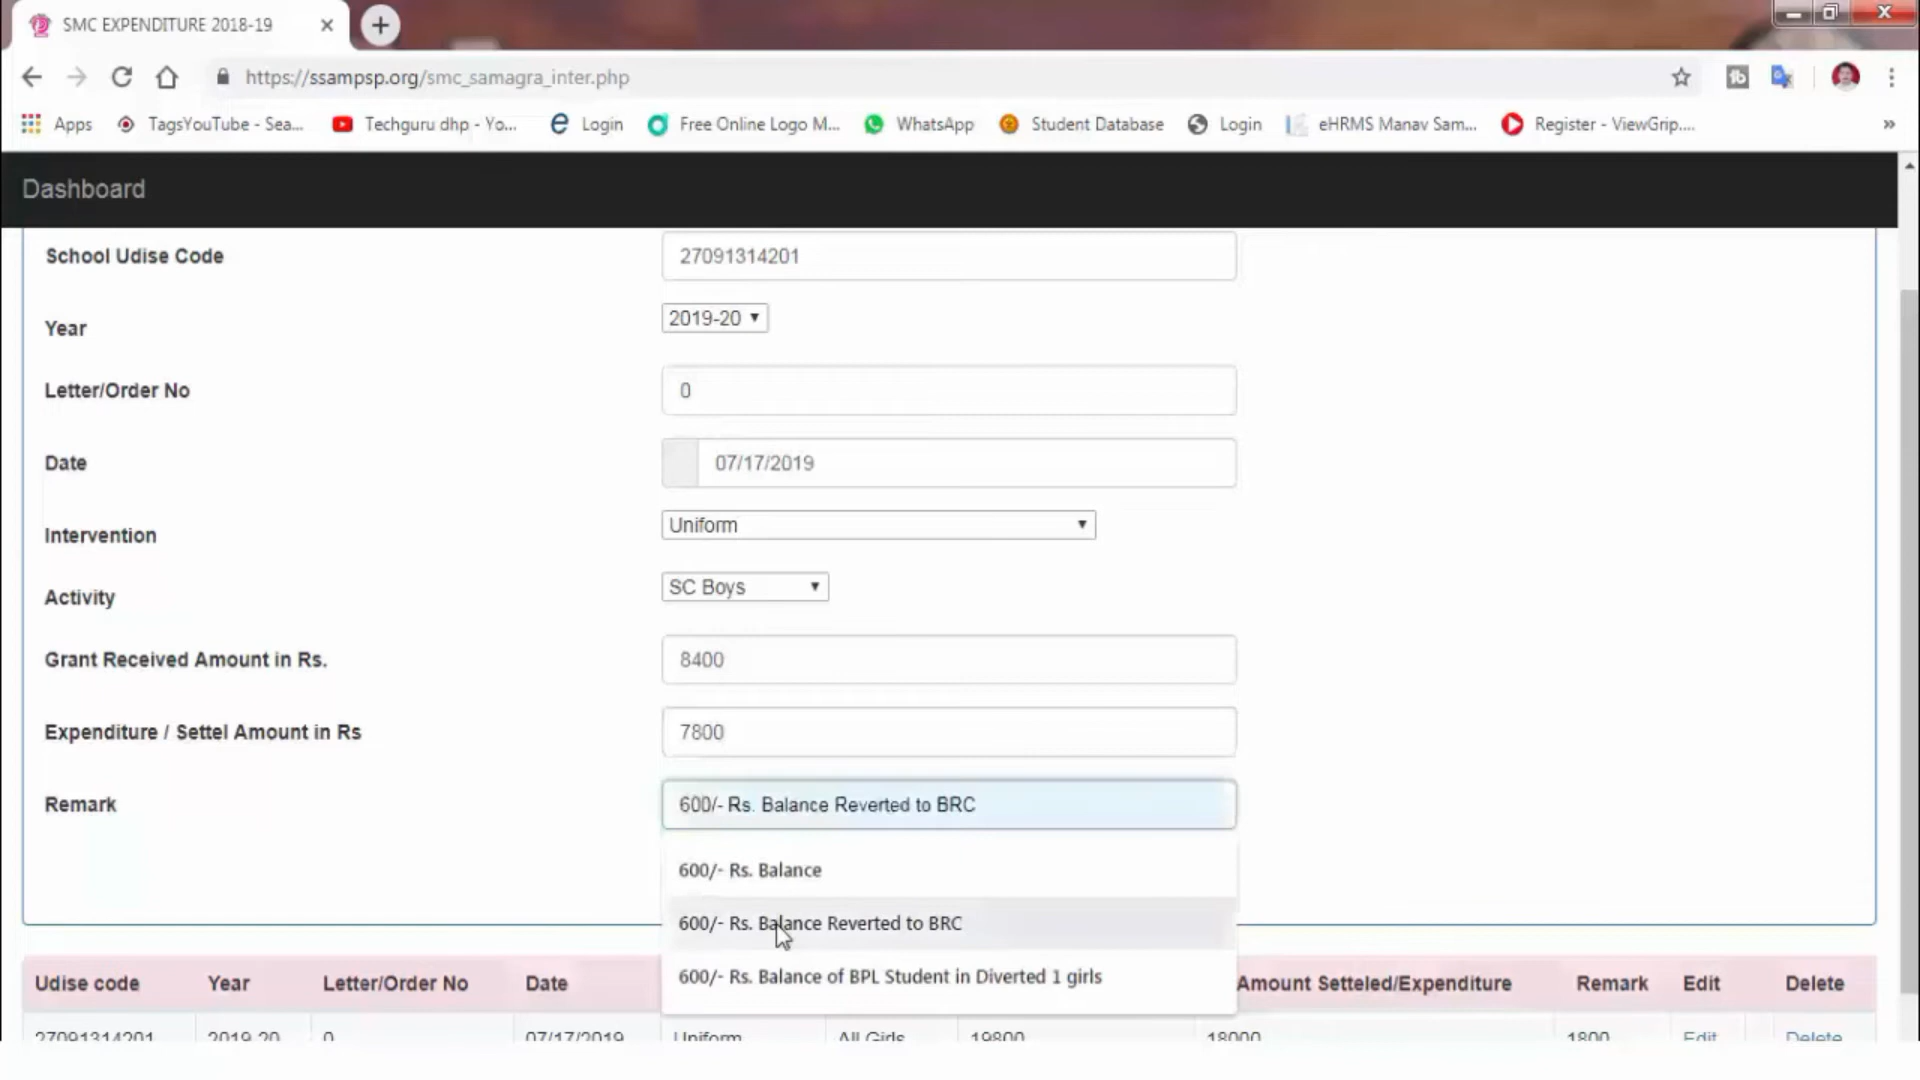 SMC EXPENDITURE 2018-19
https://ssampsp.org/smc_samagra_inter.php
Apps TagsYouTube - Sea... Techguru dhp - Yo... Login Free Online Logo M... WhatsApp Student Database Login eHRMS Manav Sam... Register - ViewGrip.... »
Dashboard
School Udise Code 27091314201
Year 2019-20
Letter/Order No 0
Date 07/17/2019
Intervention Uniform
Activity SC Boys
Grant Received Amount in Rs. 8400
Expenditure / Settel Amount in Rs 7800
Remark 600/- Rs. Balance Reverted to BRC
600/- Rs. Balance
600/- Rs. Balance Reverted to BRC
600/- Rs. Balance of BPL Student in Diverted 1 girls
Udise code Year Letter/Order No Date Amount Setteled/Expenditure Remark Edit Delete
27091314201 2019-20 0 07/17/2019 Uniform All Girls 19800 18000 1800 Edit Delete